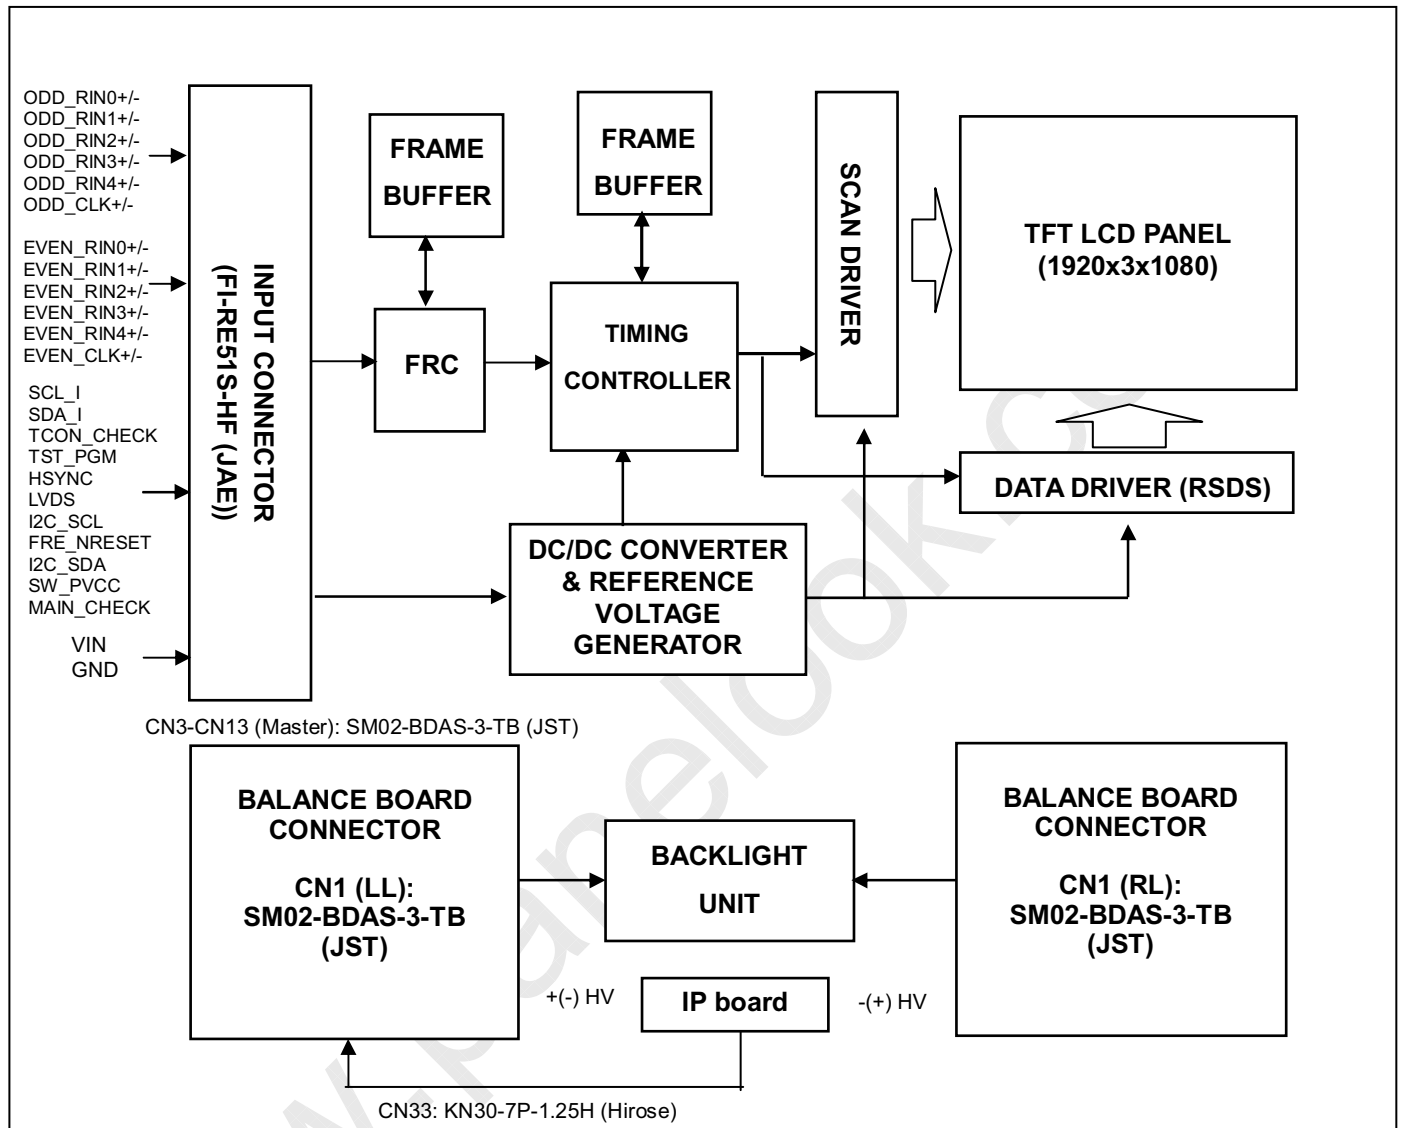 ODD_RIN0+/-
ODD_RIN1+/-
ODD_RIN2+/-
ODD_RIN3+/-
ODD_RIN4+/-
ODD_CLK+/-
EVEN_RIN0+/-
EVEN_RIN1+/-
EVEN_RIN2+/-
EVEN_RIN3+/-
EVEN_RIN4+/-
EVEN_CLK+/-
SCL_I
SDA_I
TCON_CHECK
TST_PGM
HSYNC
LVDS
I2C_SCL
FRE_NRESET
I2C_SDA
SW_PVCC
MAIN_CHECK
VIN
GND
INPUT CONNECTOR
(FI-RE51S-HF (JAE))
FRAME
BUFFER
FRC
FRAME
BUFFER
TIMING
CONTROLLER
SCAN DRIVER
TFT LCD PANEL
(1920x3x1080)
DATA DRIVER (RSDS)
DC/DC CONVERTER
& REFERENCE
VOLTAGE
GENERATOR
CN3-CN13 (Master): SM02-BDAS-3-TB (JST)
BALANCE BOARD
CONNECTOR
CN1 (LL):
SM02-BDAS-3-TB
(JST)
BACKLIGHT
UNIT
BALANCE BOARD
CONNECTOR
CN1 (RL):
SM02-BDAS-3-TB
(JST)
+(-) HV
IP board
-(+) HV
CN33: KN30-7P-1.25H (Hirose)
w.panelook.c